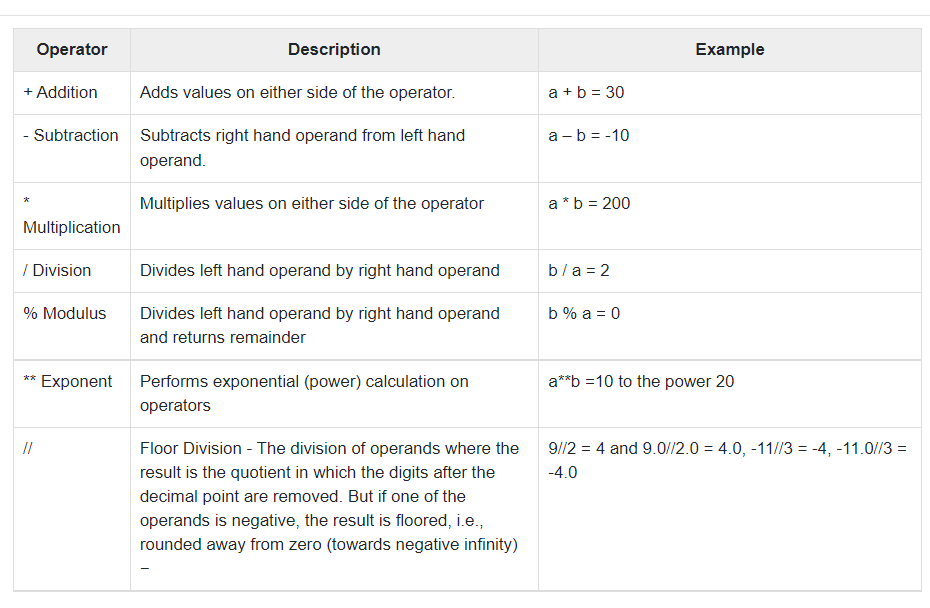 Operator Description Example
+ Addition Adds values on either side of the operator. a + b = 30
- Subtraction Subtracts right hand operand from left hand a – b = -10
operand.
* Multiplies values on either side of the operator a * b = 200
Multiplication
/ Division Divides left hand operand by right hand operand b / a = 2
% Modulus Divides left hand operand by right hand operand b % a = 0
and returns remainder
** Exponent Performs exponential (power) calculation on a**b =10 to the power 20
operators
// Floor Division - The division of operands where the 9//2 = 4 and 9.0//2.0 = 4.0, -11//3 = -4, -11.0//3 =
result is the quotient in which the digits after the -4.0
decimal point are removed. But if one of the
operands is negative, the result is floored, i.e.,
rounded away from zero (towards negative infinity)
–